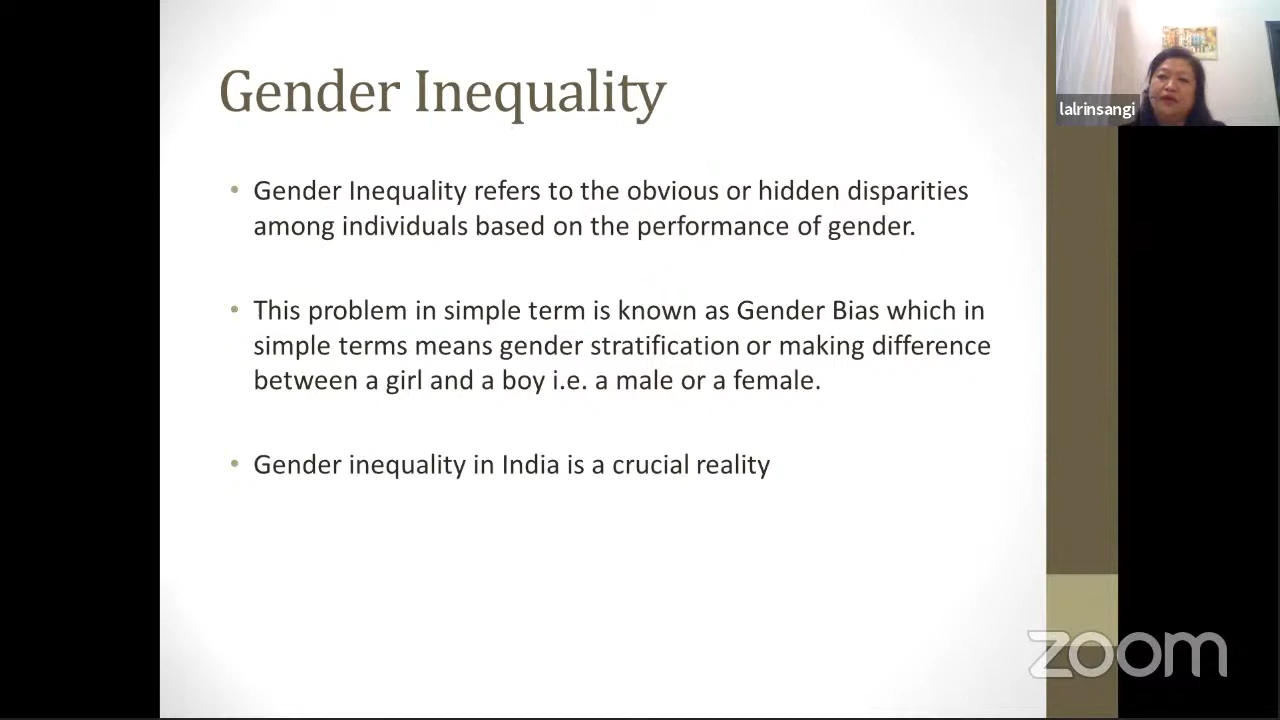 Gender Inequality
lalrinsangi
• Gender Inequality refers to the obvious or hidden disparities
among individuals based on the performance of gender.
• This problem in simple term is known as Gender Bias which in
simple terms means gender stratification or making difference
between a girl and a boy i.e. a male or a female.
• Gender inequality in India is a crucial reality
zoom